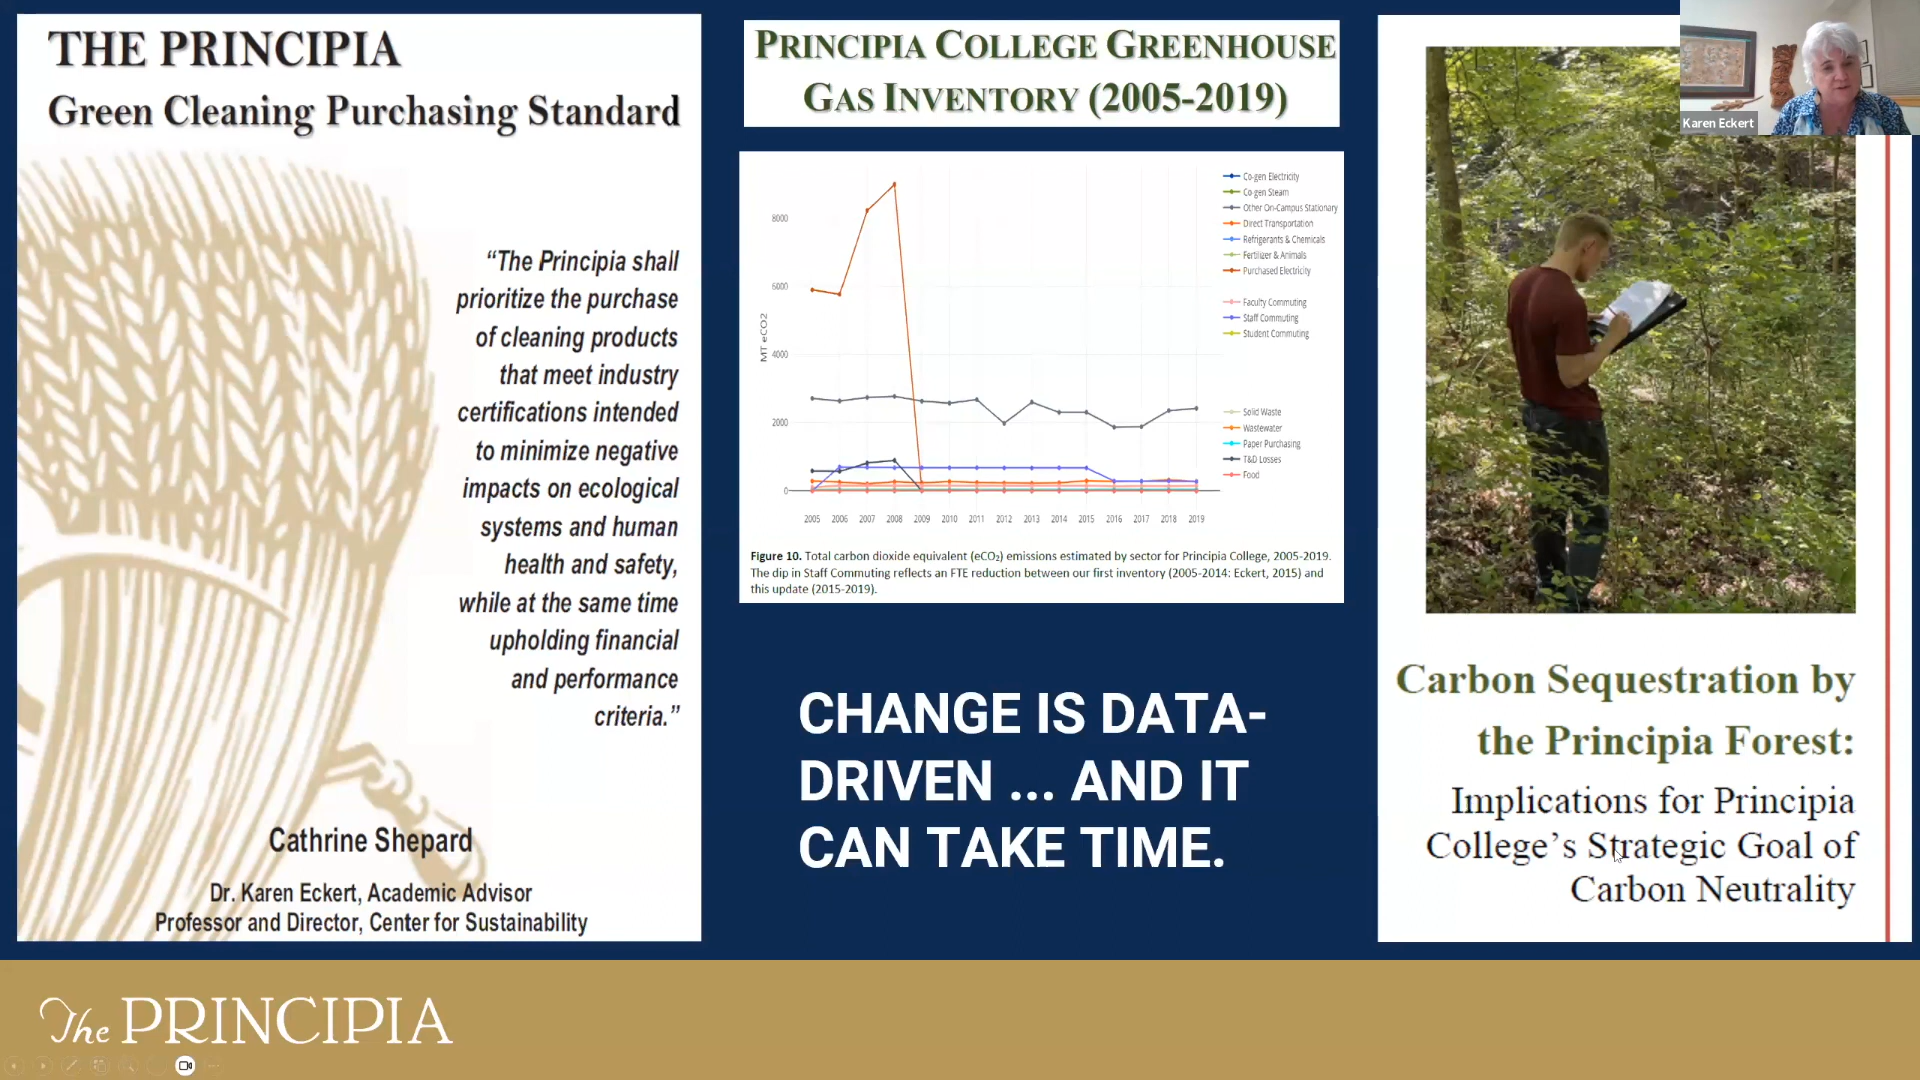 THE PRINCIPIA
Green Cleaning Purchasing Standard
“The Principia shall
prioritize the purchase
of cleaning products
that meet industry
certifications intended
to minimize negative
impacts on ecological
systems and human
health and safety,
while at the same time
upholding financial
and performance
criteria.”
Cathrine Shepard
Dr. Karen Eckert, Academic Advisor
Professor and Director, Center for Sustainability
PRINCIPIA COLLEGE GREENHOUSE
GAS INVENTORY (2005-2019)
MT eCO2
8000
6000
4000
2000
0
2005 2006 2007 2008 2009 2010 2011 2012 2013 2014 2015 2016 2017 2018 2019
Co-gen Electricity
Co-gen Steam
Other On-Campus Stationary
Direct Transportation
Refrigerants & Chemicals
Fertilizer & Animals
Purchased Electricity
Faculty Commuting
Staff Commuting
Student Commuting
Solid Waste
Wastewater
Paper Purchasing
T&D Losses
Food
Figure 10. Total carbon dioxide equivalent (eCO₂) emissions estimated by sector for Principia College, 2005-2019.
The dip in Staff Commuting reflects an FTE reduction between our first inventory (2005-2014: Eckert, 2015) and
this update (2015-2019).
CHANGE IS DATA-
DRIVEN ... AND IT
CAN TAKE TIME.
Karen Eckert
Carbon Sequestration by
the Principia Forest:
Implications for Principia
College’s Strategic Goal of
Carbon Neutrality
The PRINCIPIA